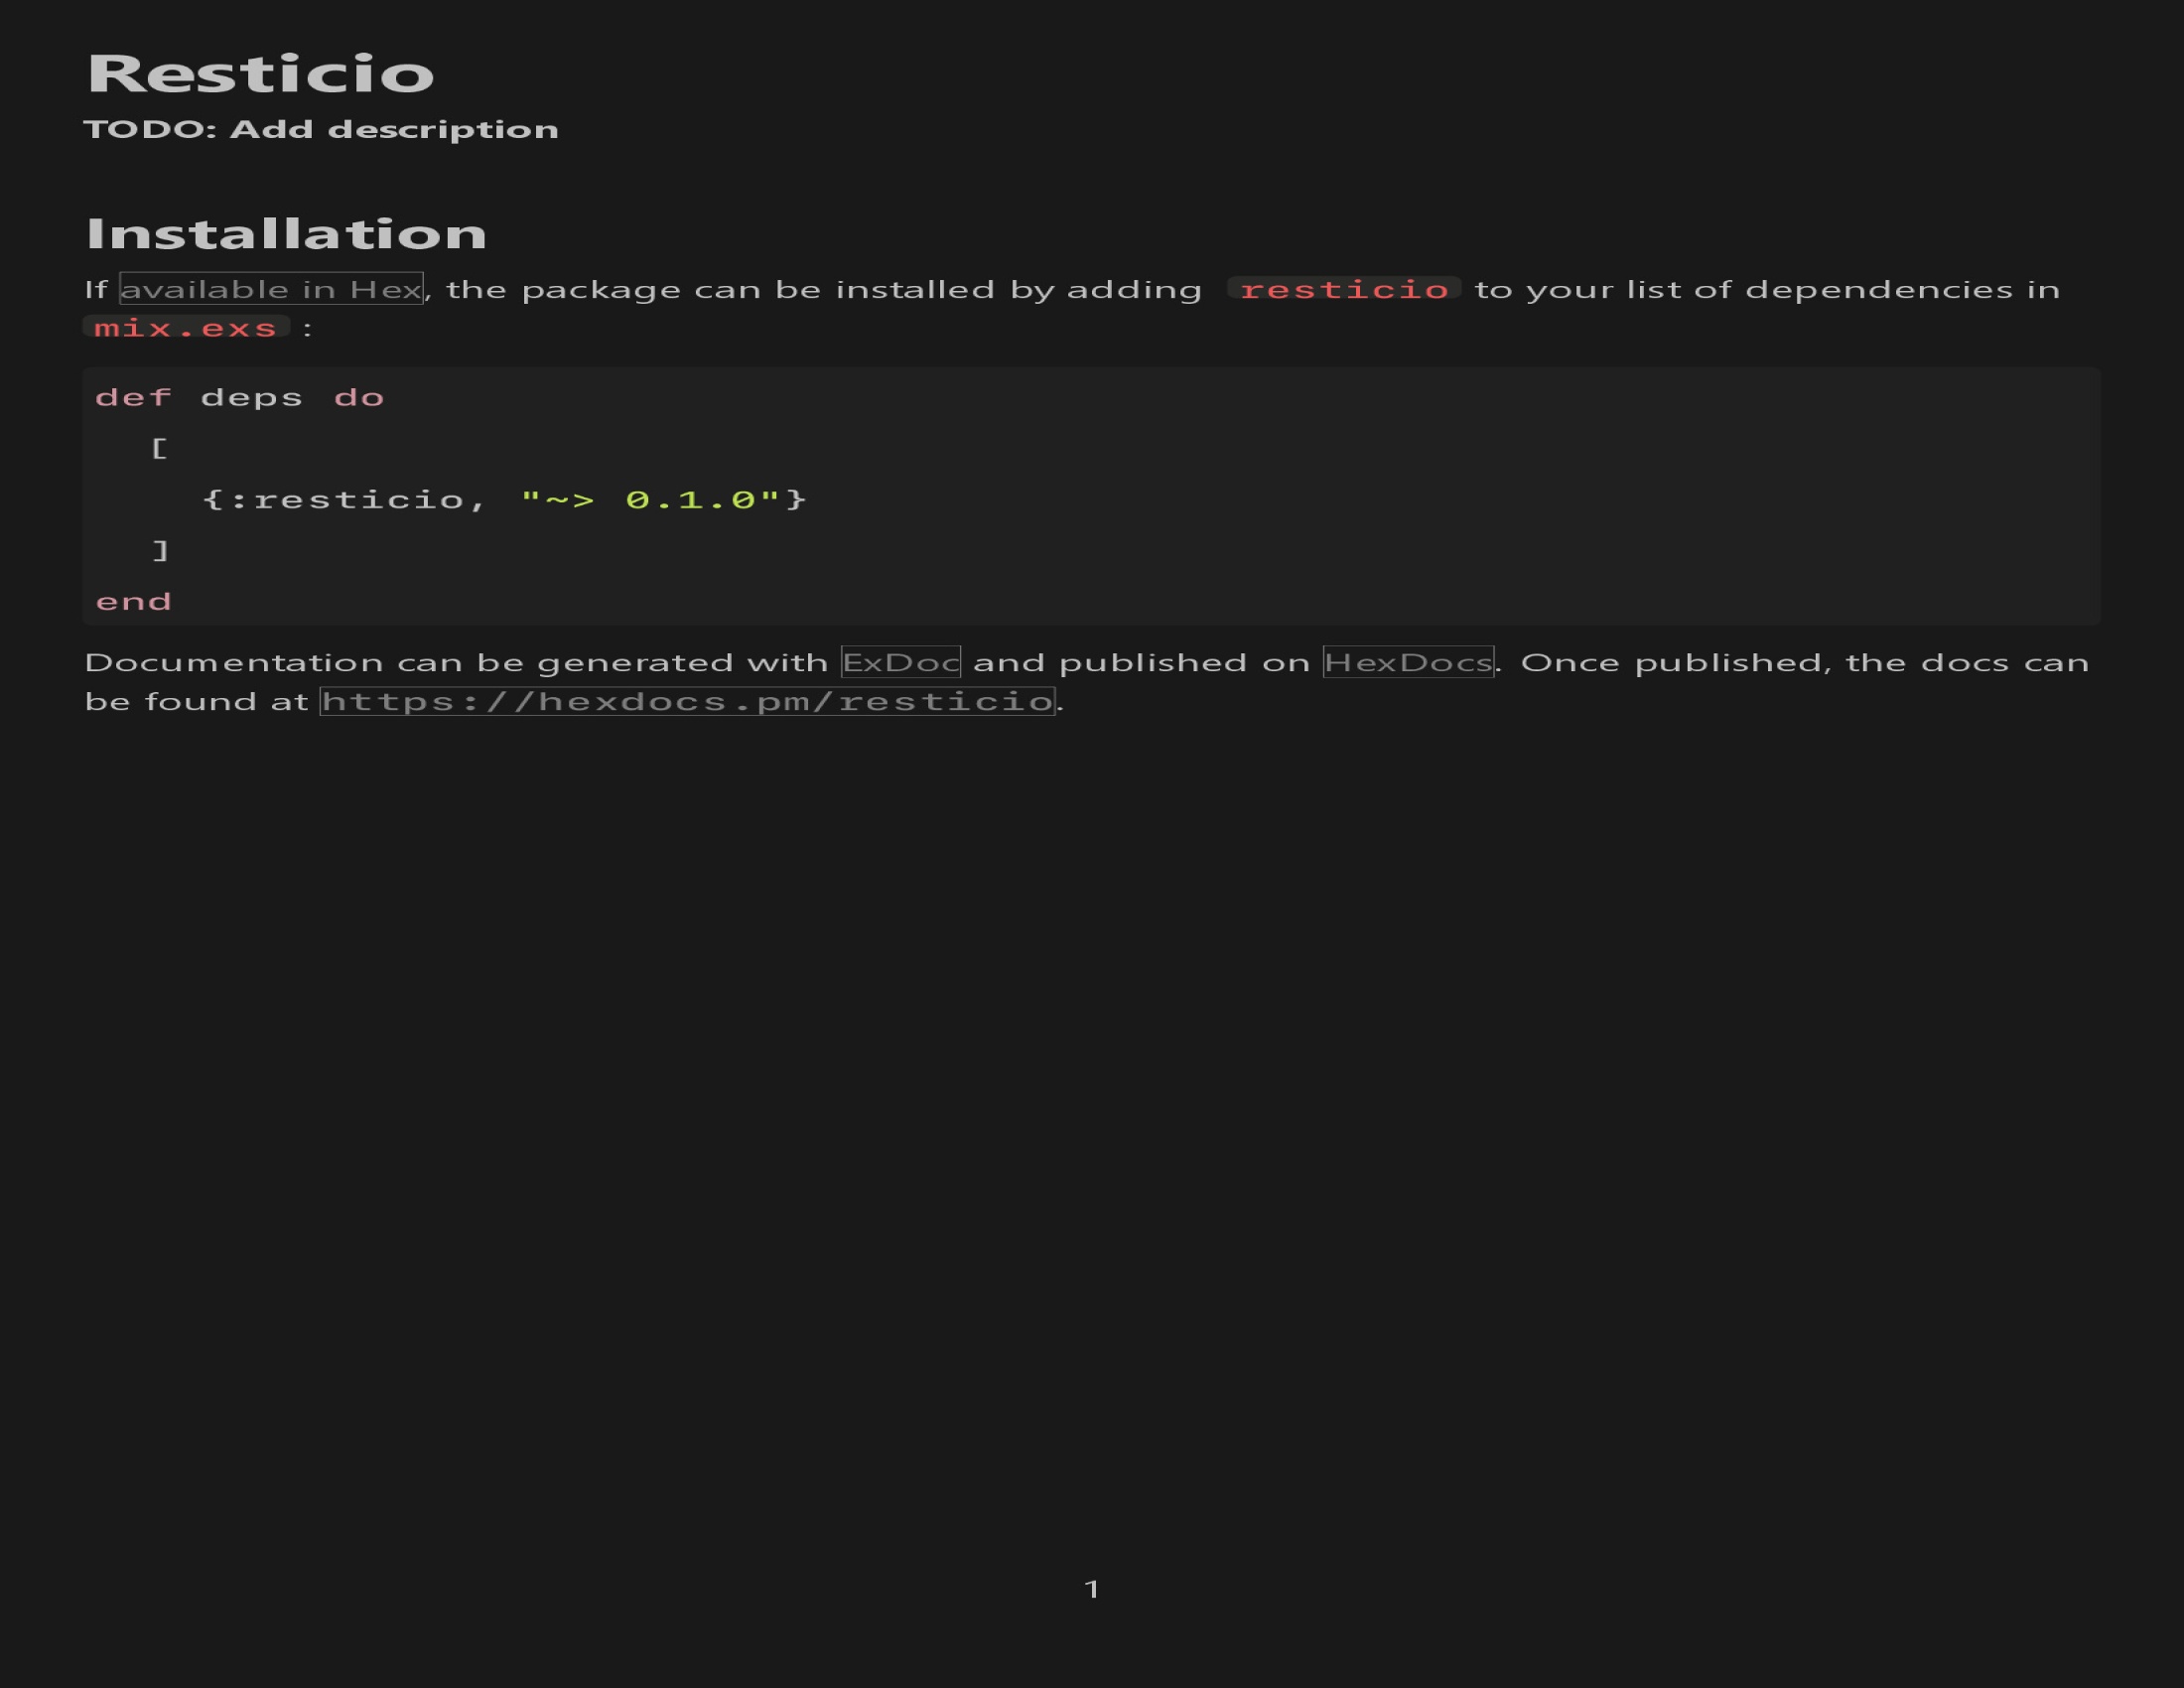 Resticio
TODO: Add description
Installation
If available in Hex, the package can be installed by adding resticio to your list of dependencies in
mix.exs :
def deps do
  [
    {:resticio, "~> 0.1.0"}
  ]
end
Documentation can be generated with ExDoc and published on HexDocs. Once published, the docs can
be found at https://hexdocs.pm/resticio.
1